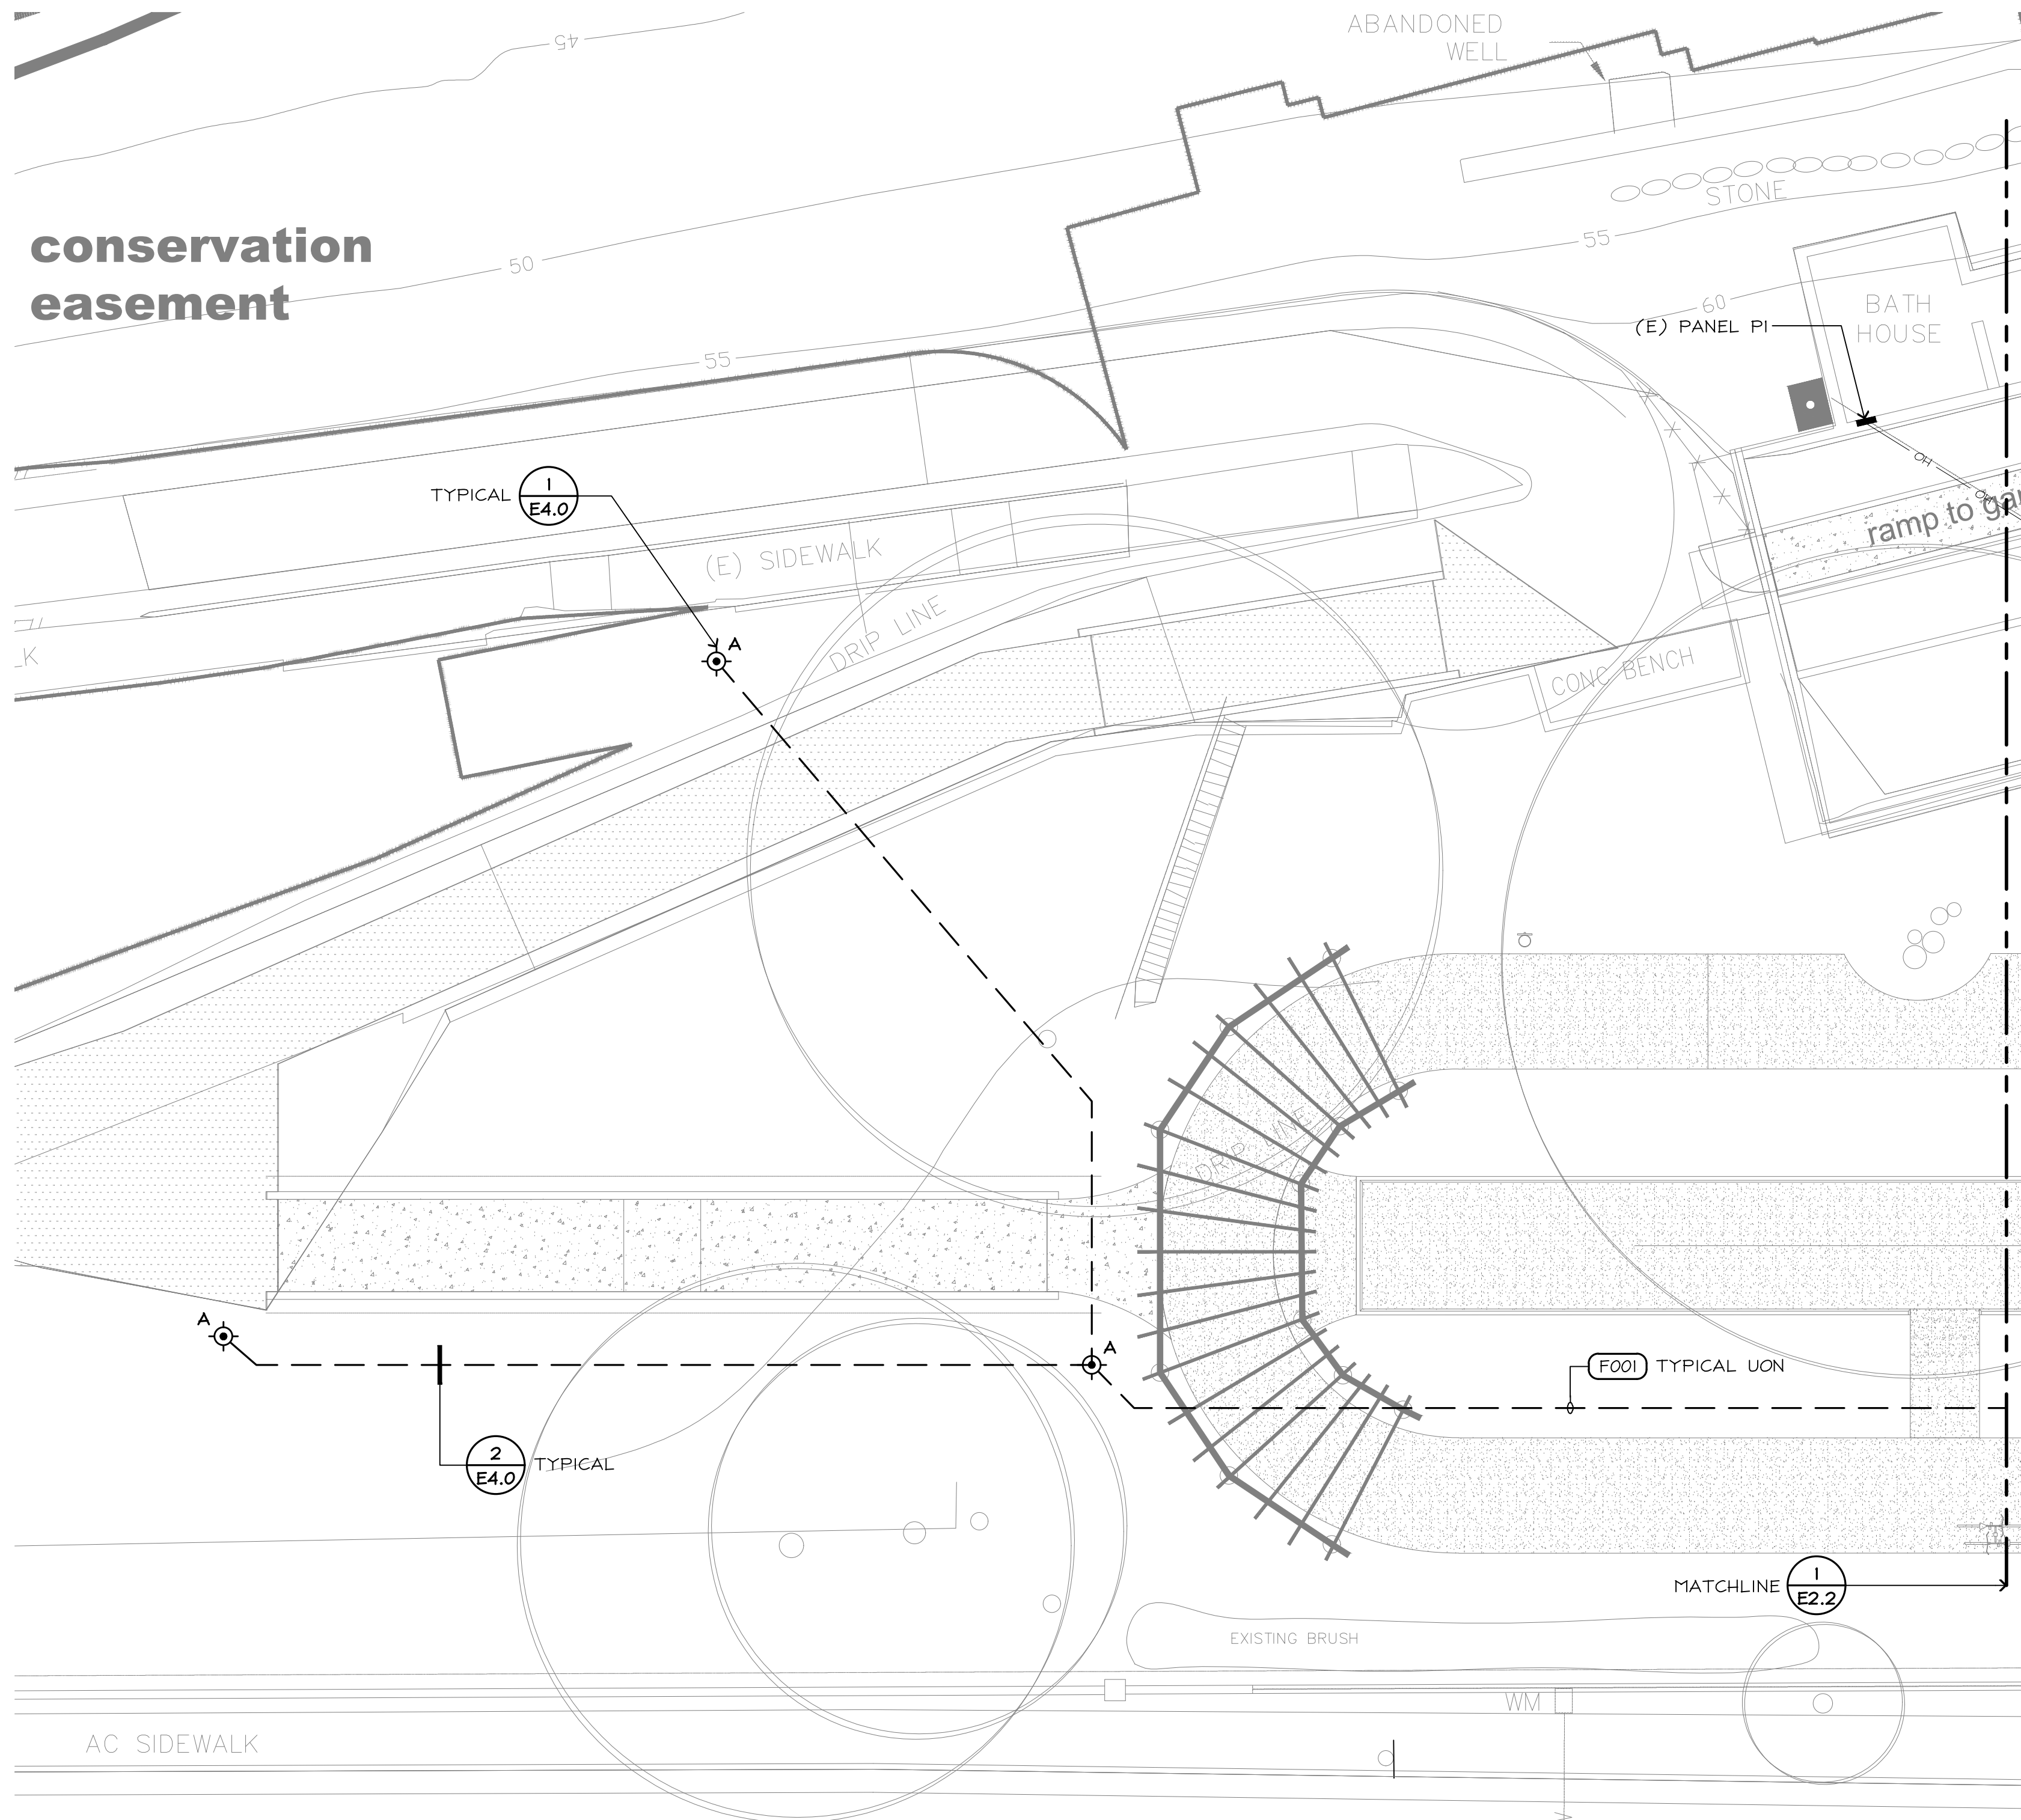 45
ABANDONED
WELL
STONE
conservation
easement
50
55
55
60
(E) PANEL P1
BATH
HOUSE
OH
ramp to ga
TYPICAL
1
E4.0
(E) SIDEWALK
A
DRIP LINE
LK
CONC BENCH
DRIP LINE
A
A
F001 TYPICAL UON
2
E4.0
TYPICAL
MATCHLINE
1
E2.2
EXISTING BRUSH
WM
AC SIDEWALK